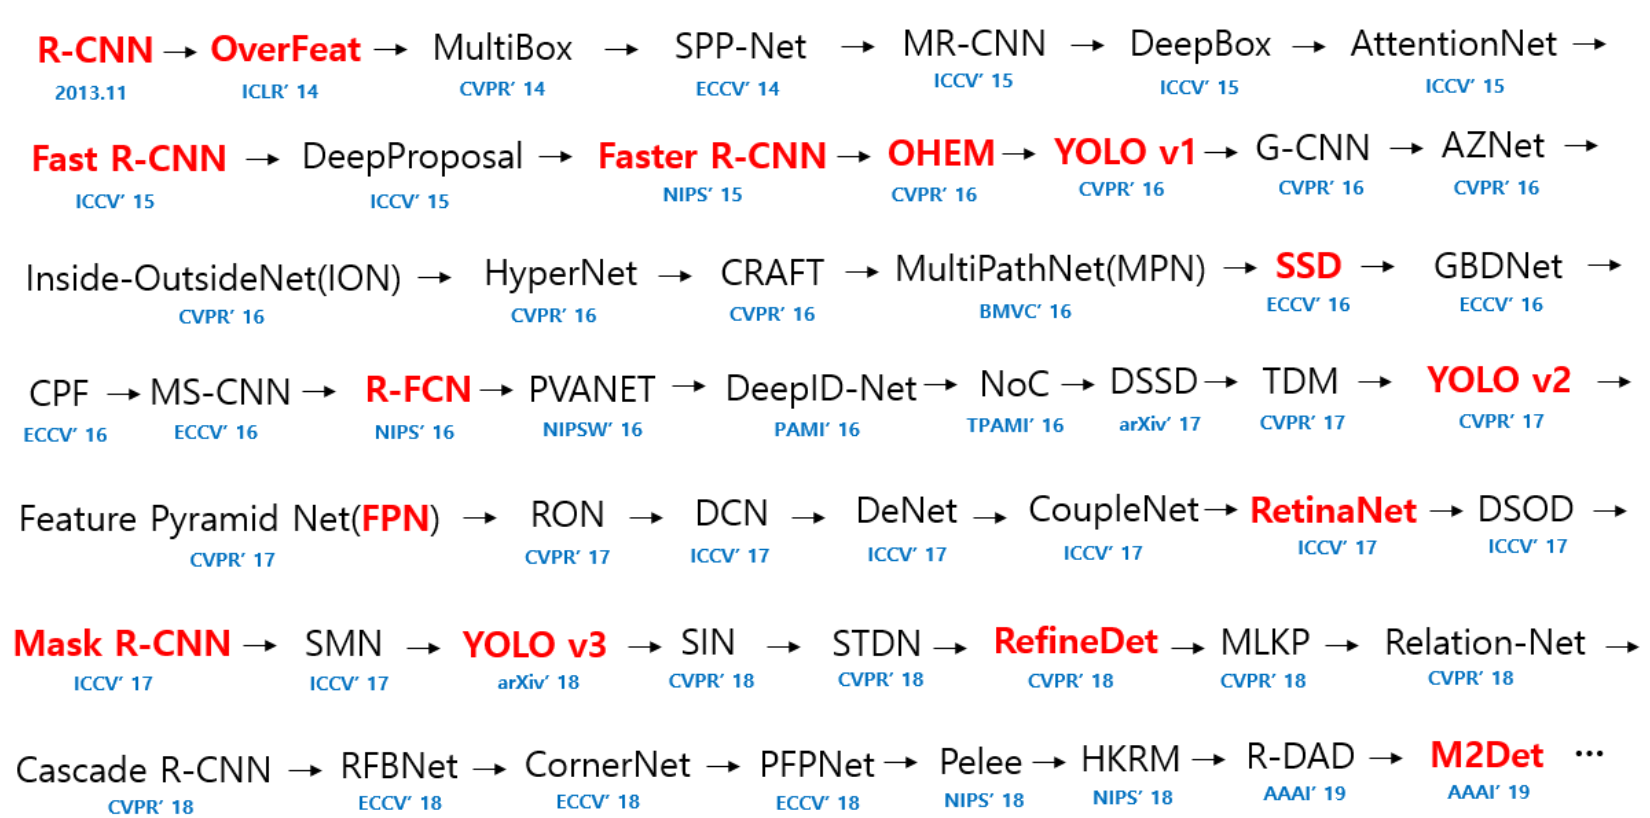 R-CNN → OverFeat → MultiBox → SPP-Net → MR-CNN → DeepBox → AttentionNet →
2013.11 ICLR' 14 CVPR' 14 ECCV' 14 ICCV' 15 ICCV' 15 ICCV' 15
Fast R-CNN → DeepProposal → Faster R-CNN → OHEM → YOLO v1 → G-CNN → AZNet →
ICCV' 15 ICCV' 15 NIPS' 15 CVPR' 16 CVPR' 16 CVPR' 16 CVPR' 16
Inside-OutsideNet(ION) → HyperNet → CRAFT → MultiPathNet(MPN) → SSD → GBDNet →
CVPR' 16 CVPR' 16 CVPR' 16 BMVC' 16 ECCV' 16 ECCV' 16
CPF → MS-CNN → R-FCN → PVANET → DeepID-Net → NoC → DSSD → TDM → YOLO v2 →
ECCV' 16 ECCV' 16 NIPS' 16 NIPSW' 16 PAMI' 16 TPAMI' 16 arXiv' 17 CVPR' 17 CVPR' 17
Feature Pyramid Net(FPN) → RON → DCN → DeNet → CoupleNet → RetinaNet → DSOD →
CVPR' 17 CVPR' 17 ICCV' 17 ICCV' 17 ICCV' 17 ICCV' 17 ICCV' 17
Mask R-CNN → SMN → YOLO v3 → SIN → STDN → RefineDet → MLKP → Relation-Net →
ICCV' 17 ICCV' 17 arXiv' 18 CVPR' 18 CVPR' 18 CVPR' 18 CVPR' 18 CVPR' 18
Cascade R-CNN → RFBNet → CornerNet → PFPNet → Pelee → HKRM → R-DAD → M2Det ···
CVPR' 18 ECCV' 18 ECCV' 18 ECCV' 18 NIPS' 18 NIPS' 18 AAAI' 19 AAAI' 19